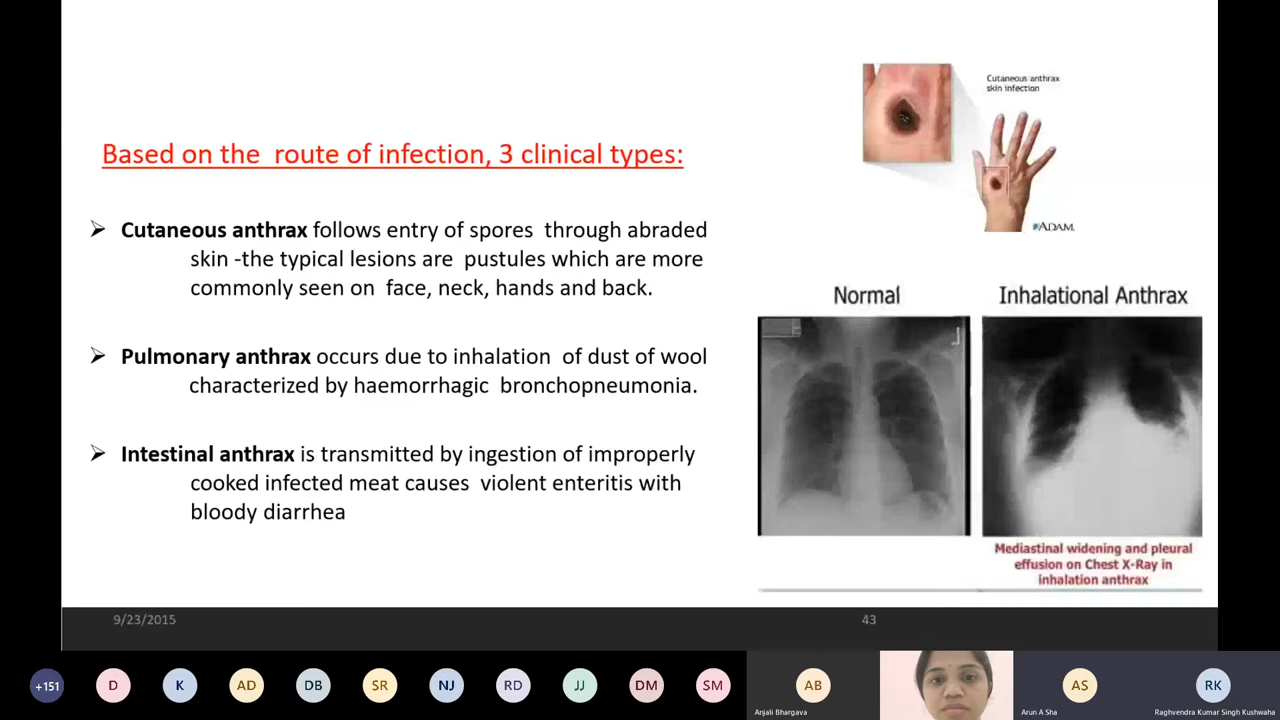 Cutaneous anthrax
skin infection
Based on the route of infection, 3 clinical types:
➢ Cutaneous anthrax follows entry of spores through abraded
skin -the typical lesions are pustules which are more
commonly seen on face, neck, hands and back.
➢ Pulmonary anthrax occurs due to inhalation of dust of wool
characterized by haemorrhagic bronchopneumonia.
➢ Intestinal anthrax is transmitted by ingestion of improperly
cooked infected meat causes violent enteritis with
bloody diarrhea
ADAM.
Normal
Inhalational Anthrax
Mediastinal widening and pleural
effusion on Chest X-Ray in
inhalation anthrax
9/23/2015
43
+151
D
K
AD
DB
SR
NJ
RD
JJ
DM
SM
AB
Anjali Bhargava
AS
Arun A Sha
RK
Raghvendra Kumar Singh Kushwaha